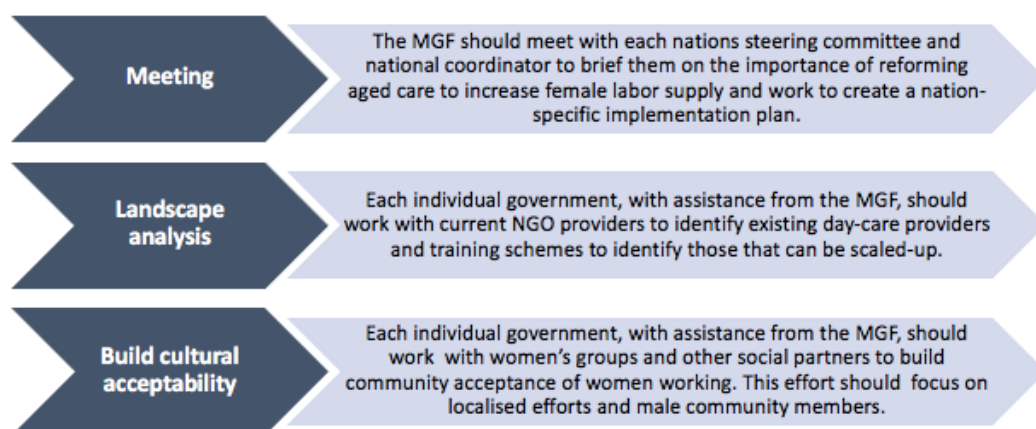 Meeting
The MGF should meet with each nations steering committee and
national coordinator to brief them on the importance of reforming
aged care to increase female labor supply and work to create a nation-
specific implementation plan.
Landscape
analysis
Each individual government, with assistance from the MGF, should
work with current NGO providers to identify existing day-care providers
and training schemes to identify those that can be scaled-up.
Build cultural
acceptability
Each individual government, with assistance from the MGF, should
work with women's groups and other social partners to build
community acceptance of women working. This effort should focus on
localised efforts and male community members.